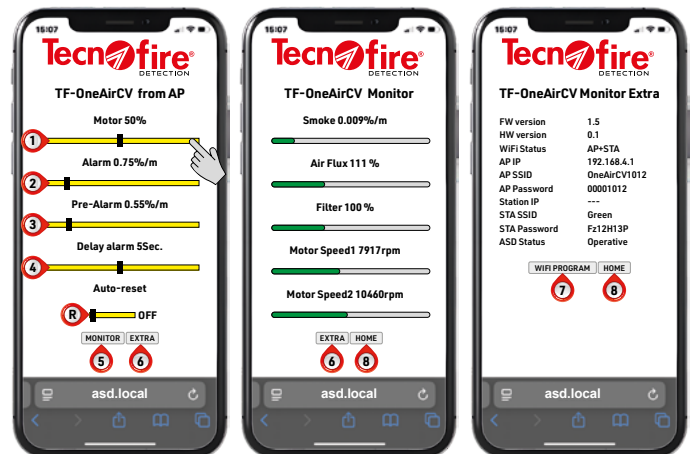 15:07
Tecnofire®
DETECTION
TF-OneAirCV from AP
Motor 50%
1
Alarm 0.75%/m
2
Pre-Alarm 0.55%/m
3
Delay alarm 5Sec.
4
Auto-reset
R OFF
MONITOR EXTRA
5 6
asd.local
15:07
Tecnofire®
DETECTION
TF-OneAirCV Monitor
Smoke 0.009%/m
Air Flux 111 %
Filter 100 %
Motor Speed1 7917rpm
Motor Speed2 10460rpm
EXTRA HOME
6 8
asd.local
15:07
Tecnofire®
DETECTION
TF-OneAirCV Monitor Extra
FW version 1.5
HW version 0.1
WiFi Status AP+STA
AP IP 192.168.4.1
AP SSID OneAirCV1012
AP Password 00001012
Station IP ---
STA SSID Green
STA Password Fz12H13P
ASD Status Operative
WIFI PROGRAM HOME
7 8
asd.local